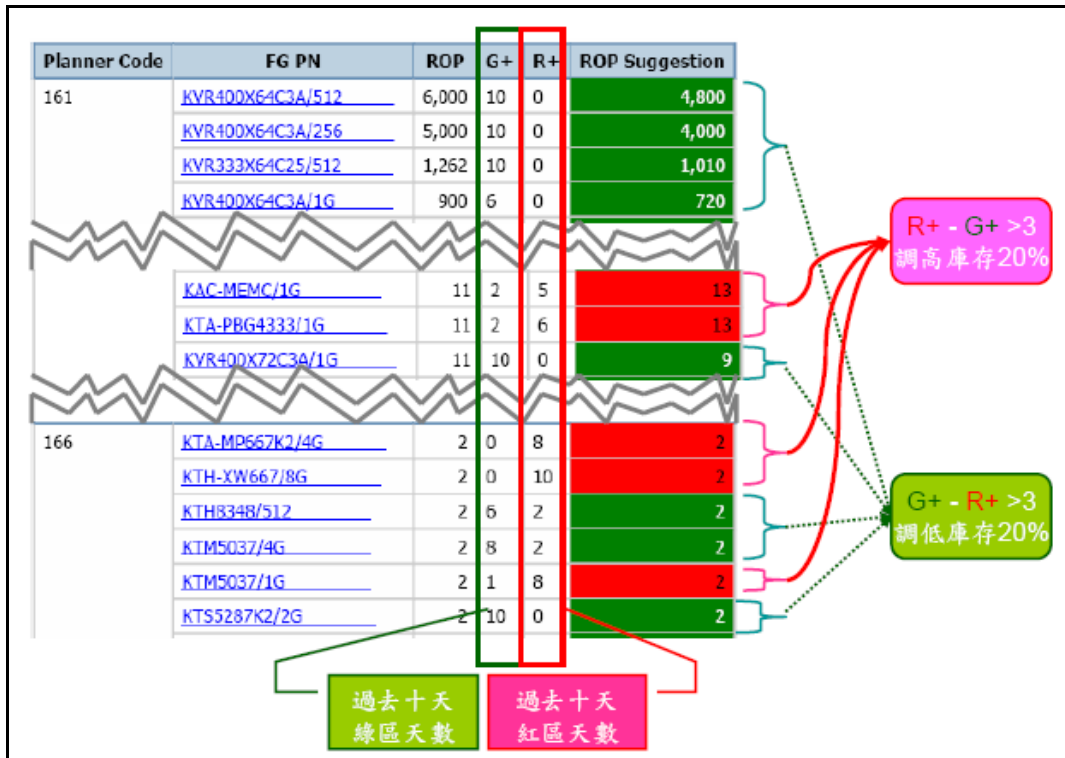 Planner Code FG PN ROP G+ R+ ROP Suggestion
161 KVR400X64C3A/512 6,000 10 0 4,800
KVR400X64C3A/256 5,000 10 0 4,000
KVR333X64C25/512 1,262 10 0 1,010
KVR400X64C3A/1G 900 6 0 720
KAC-MEMC/1G 11 2 5 13
KTA-PBG4333/1G 11 2 6 13
KVR400X72C3A/1G 11 10 0 9
166 KTA-MP667K2/4G 2 0 8 2
KTH-XW667/8G 2 0 10 2
KTH8348/512 2 6 2 2
KTM5037/4G 2 8 2 2
KTM5037/1G 2 1 8 2
KTS5287K2/2G 2 10 0 2
R+ - G+ >3
調高庫存20%
G+ - R+ >3
調低庫存20%
過去十天
綠區天數
過去十天
紅區天數